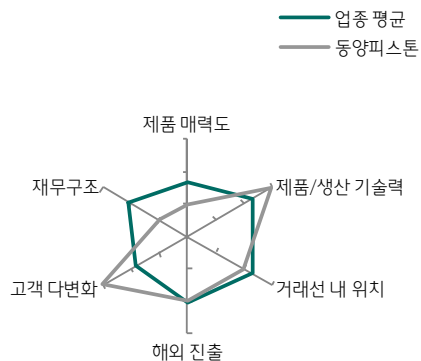 업종 평균
동양피스톤
제품 매력도
재무구조
제품/생산 기술력
고객 다변화
거래선 내 위치
해외 진출